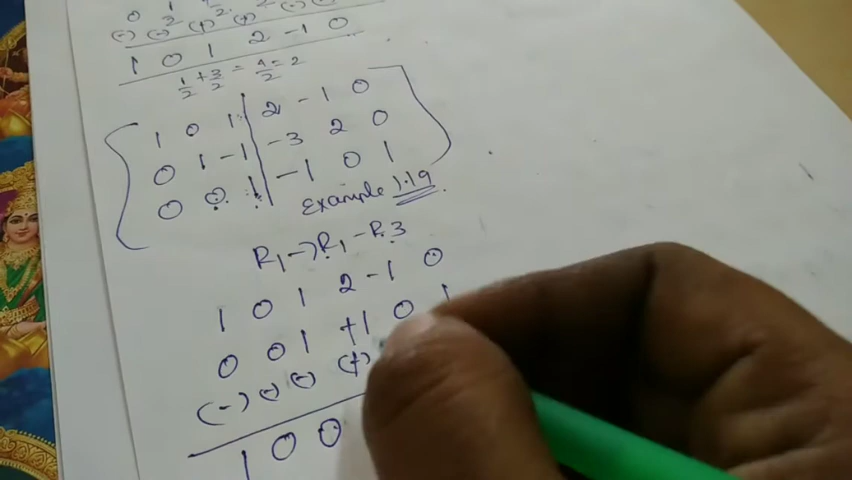 (-) (-) (+) (+) (-)
1 0 1 2 -1 0
1/2 + 3/2 = 4/2 = 2
1 0 1 | 2 -1 0
0 1 -1 | -3 2 0
0 0 1 | -1 0 1
Example 1.19
R1 → R1 - R3
1 0 1 2 -1 0
0 0 1 +1 0 1
(-) (-) (-) (+)
1 0 0